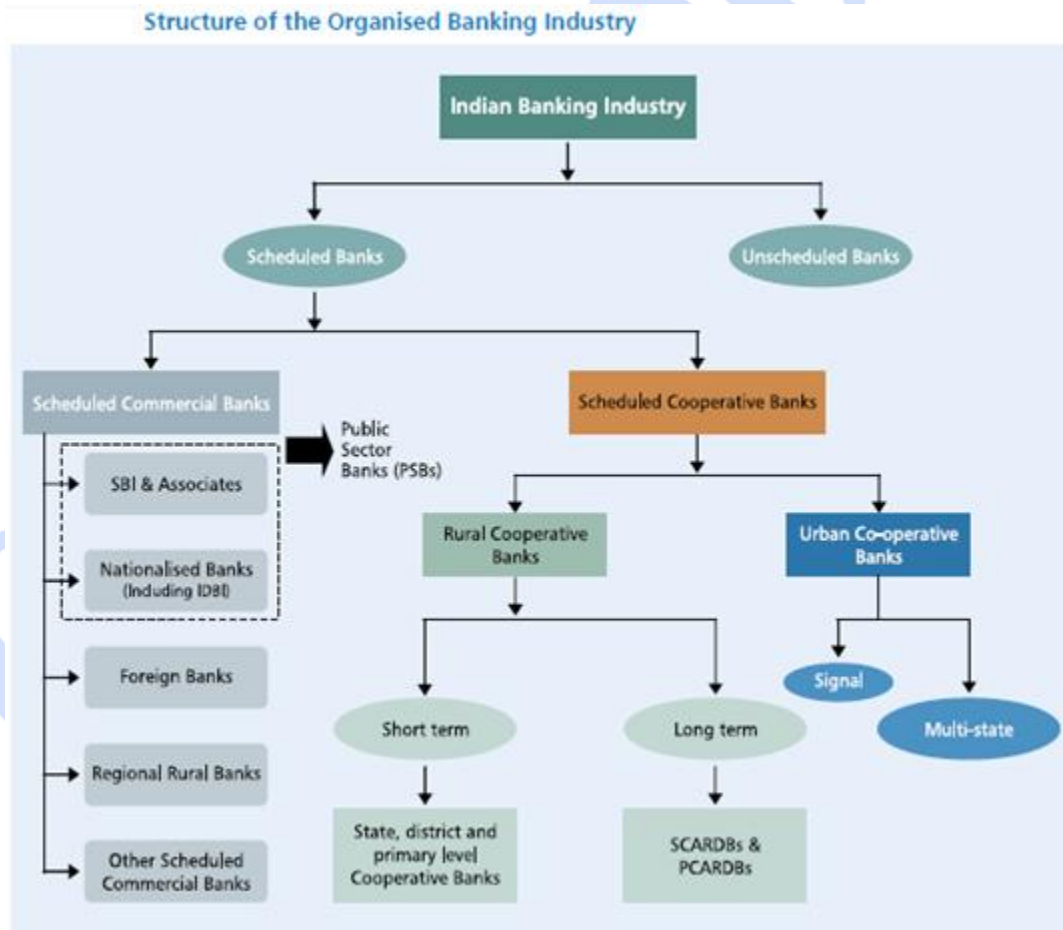 Structure of the Organised Banking Industry
Indian Banking Industry
Scheduled Banks
Unscheduled Banks
Scheduled Commercial Banks
Scheduled Cooperative Banks
Public
Sector
Banks (PSBs)
SBI & Associates
Nationalised Banks
(Including IDBI)
Foreign Banks
Regional Rural Banks
Other Scheduled
Commercial Banks
Rural Cooperative
Banks
Urban Co-operative
Banks
Short term
Long term
Signal
Multi-state
State, district and
primary level
Cooperative Banks
SCARDBs &
PCARDBs